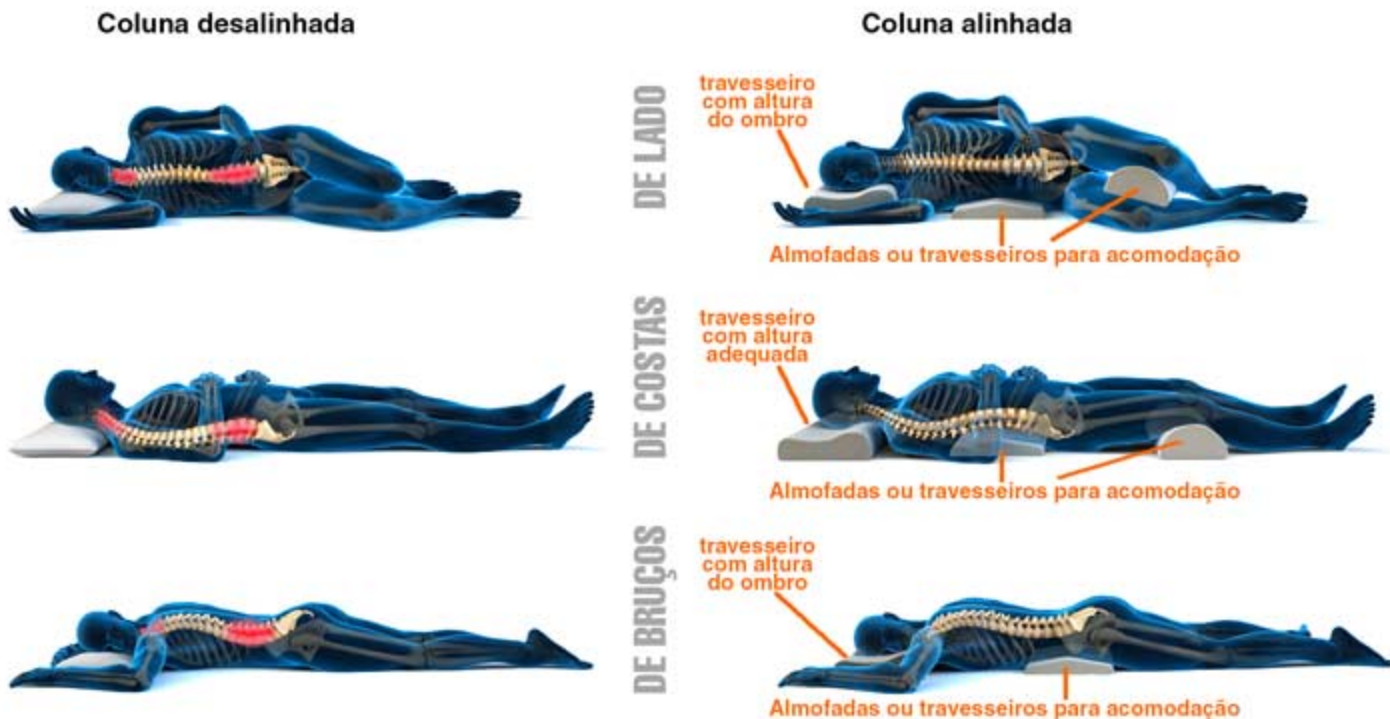 Coluna desalinhada
Coluna alinhada
DE LADO
travesseiro
com altura
do ombro
Almofadas ou travesseiros para acomodação
DE COSTAS
travesseiro
com altura
adequada
Almofadas ou travesseiros para acomodação
DE BRUÇOS
travesseiro
com altura
do ombro
Almofadas ou travesseiros para acomodação